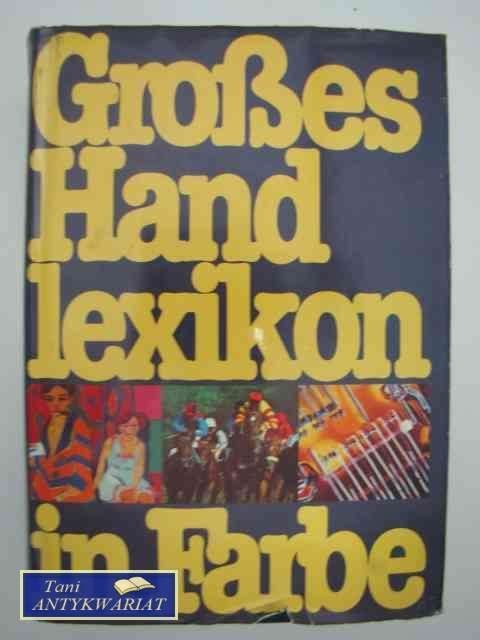 Großes
Hand
lexikon
in Farbe
Tani
ANTYKWARIAT